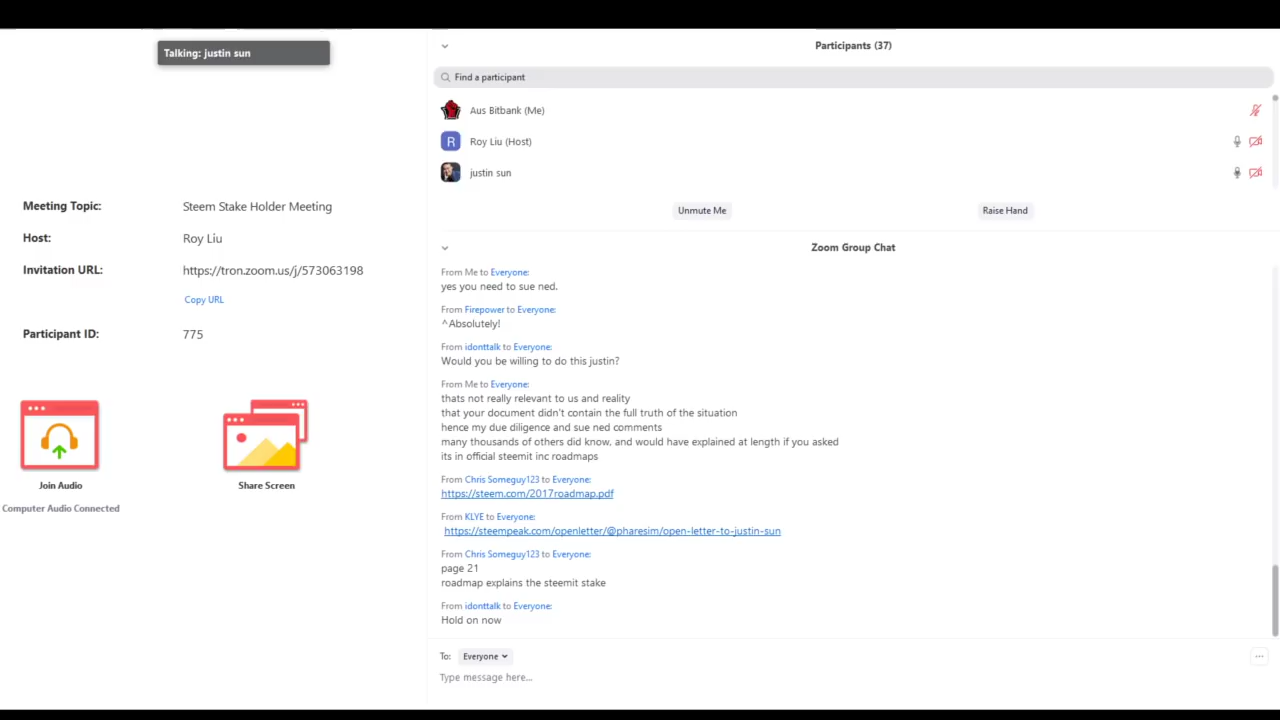 Talking: justin sun
Meeting Topic: Steem Stake Holder Meeting
Host: Roy Liu
Invitation URL: https://tron.zoom.us/j/573063198
Copy URL
Participant ID: 775
Join Audio
Computer Audio Connected
Share Screen
Participants (37)
Find a participant
Aus Bitbank (Me)
R
Roy Liu (Host)
justin sun
Unmute Me
Raise Hand
Zoom Group Chat
From Me to Everyone:
yes you need to sue ned.
From Firepower to Everyone:
^Absolutely!
From idonttalk to Everyone:
Would you be willing to do this justin?
From Me to Everyone:
thats not really relevant to us and reality
that your document didn't contain the full truth of the situation
hence my due diligence and sue ned comments
many thousands of others did know, and would have explained at length if you asked
its in official steemit inc roadmaps
From Chris Someguy123 to Everyone:
https://steem.com/2017roadmap.pdf
From KLYE to Everyone:
https://steempeak.com/openletter/@pharesim/open-letter-to-justin-sun
From Chris Someguy123 to Everyone:
page 21
roadmap explains the steemit stake
From idonttalk to Everyone:
Hold on now
To: Everyone
Type message here...